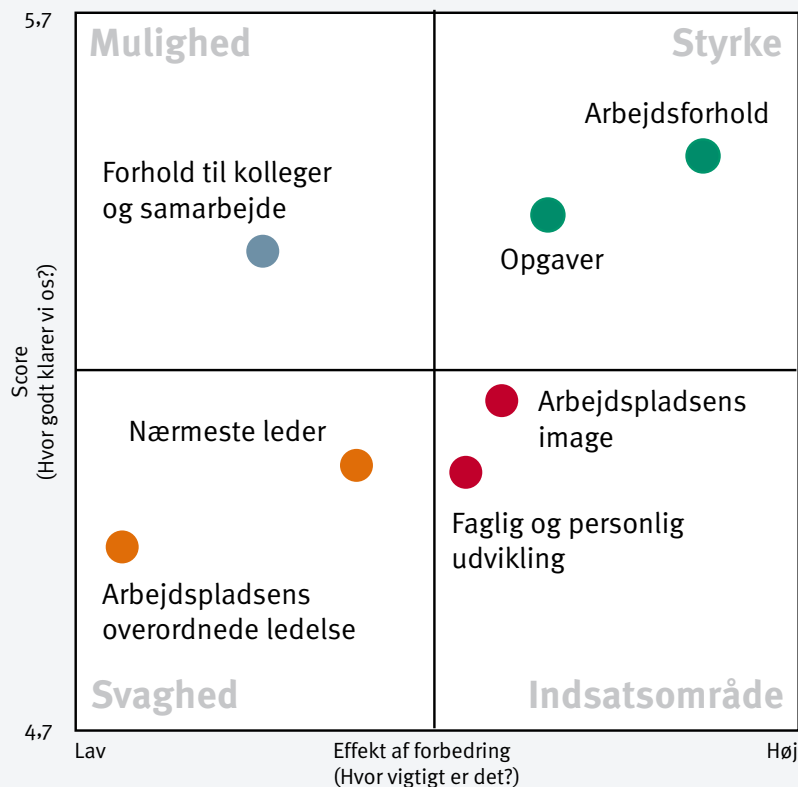 5,7
Mulighed
Styrke
Arbejdsforhold
Forhold til kolleger
og samarbejde
Opgaver
Score
(Hvor godt klarer vi os?)
Nærmeste leder
Arbejdspladsens
image
Faglig og personlig
udvikling
Arbejdspladsens
overordnede ledelse
Svaghed
Indsatsområde
4,7
Lav
Effekt af forbedring
(Hvor vigtigt er det?)
Høj